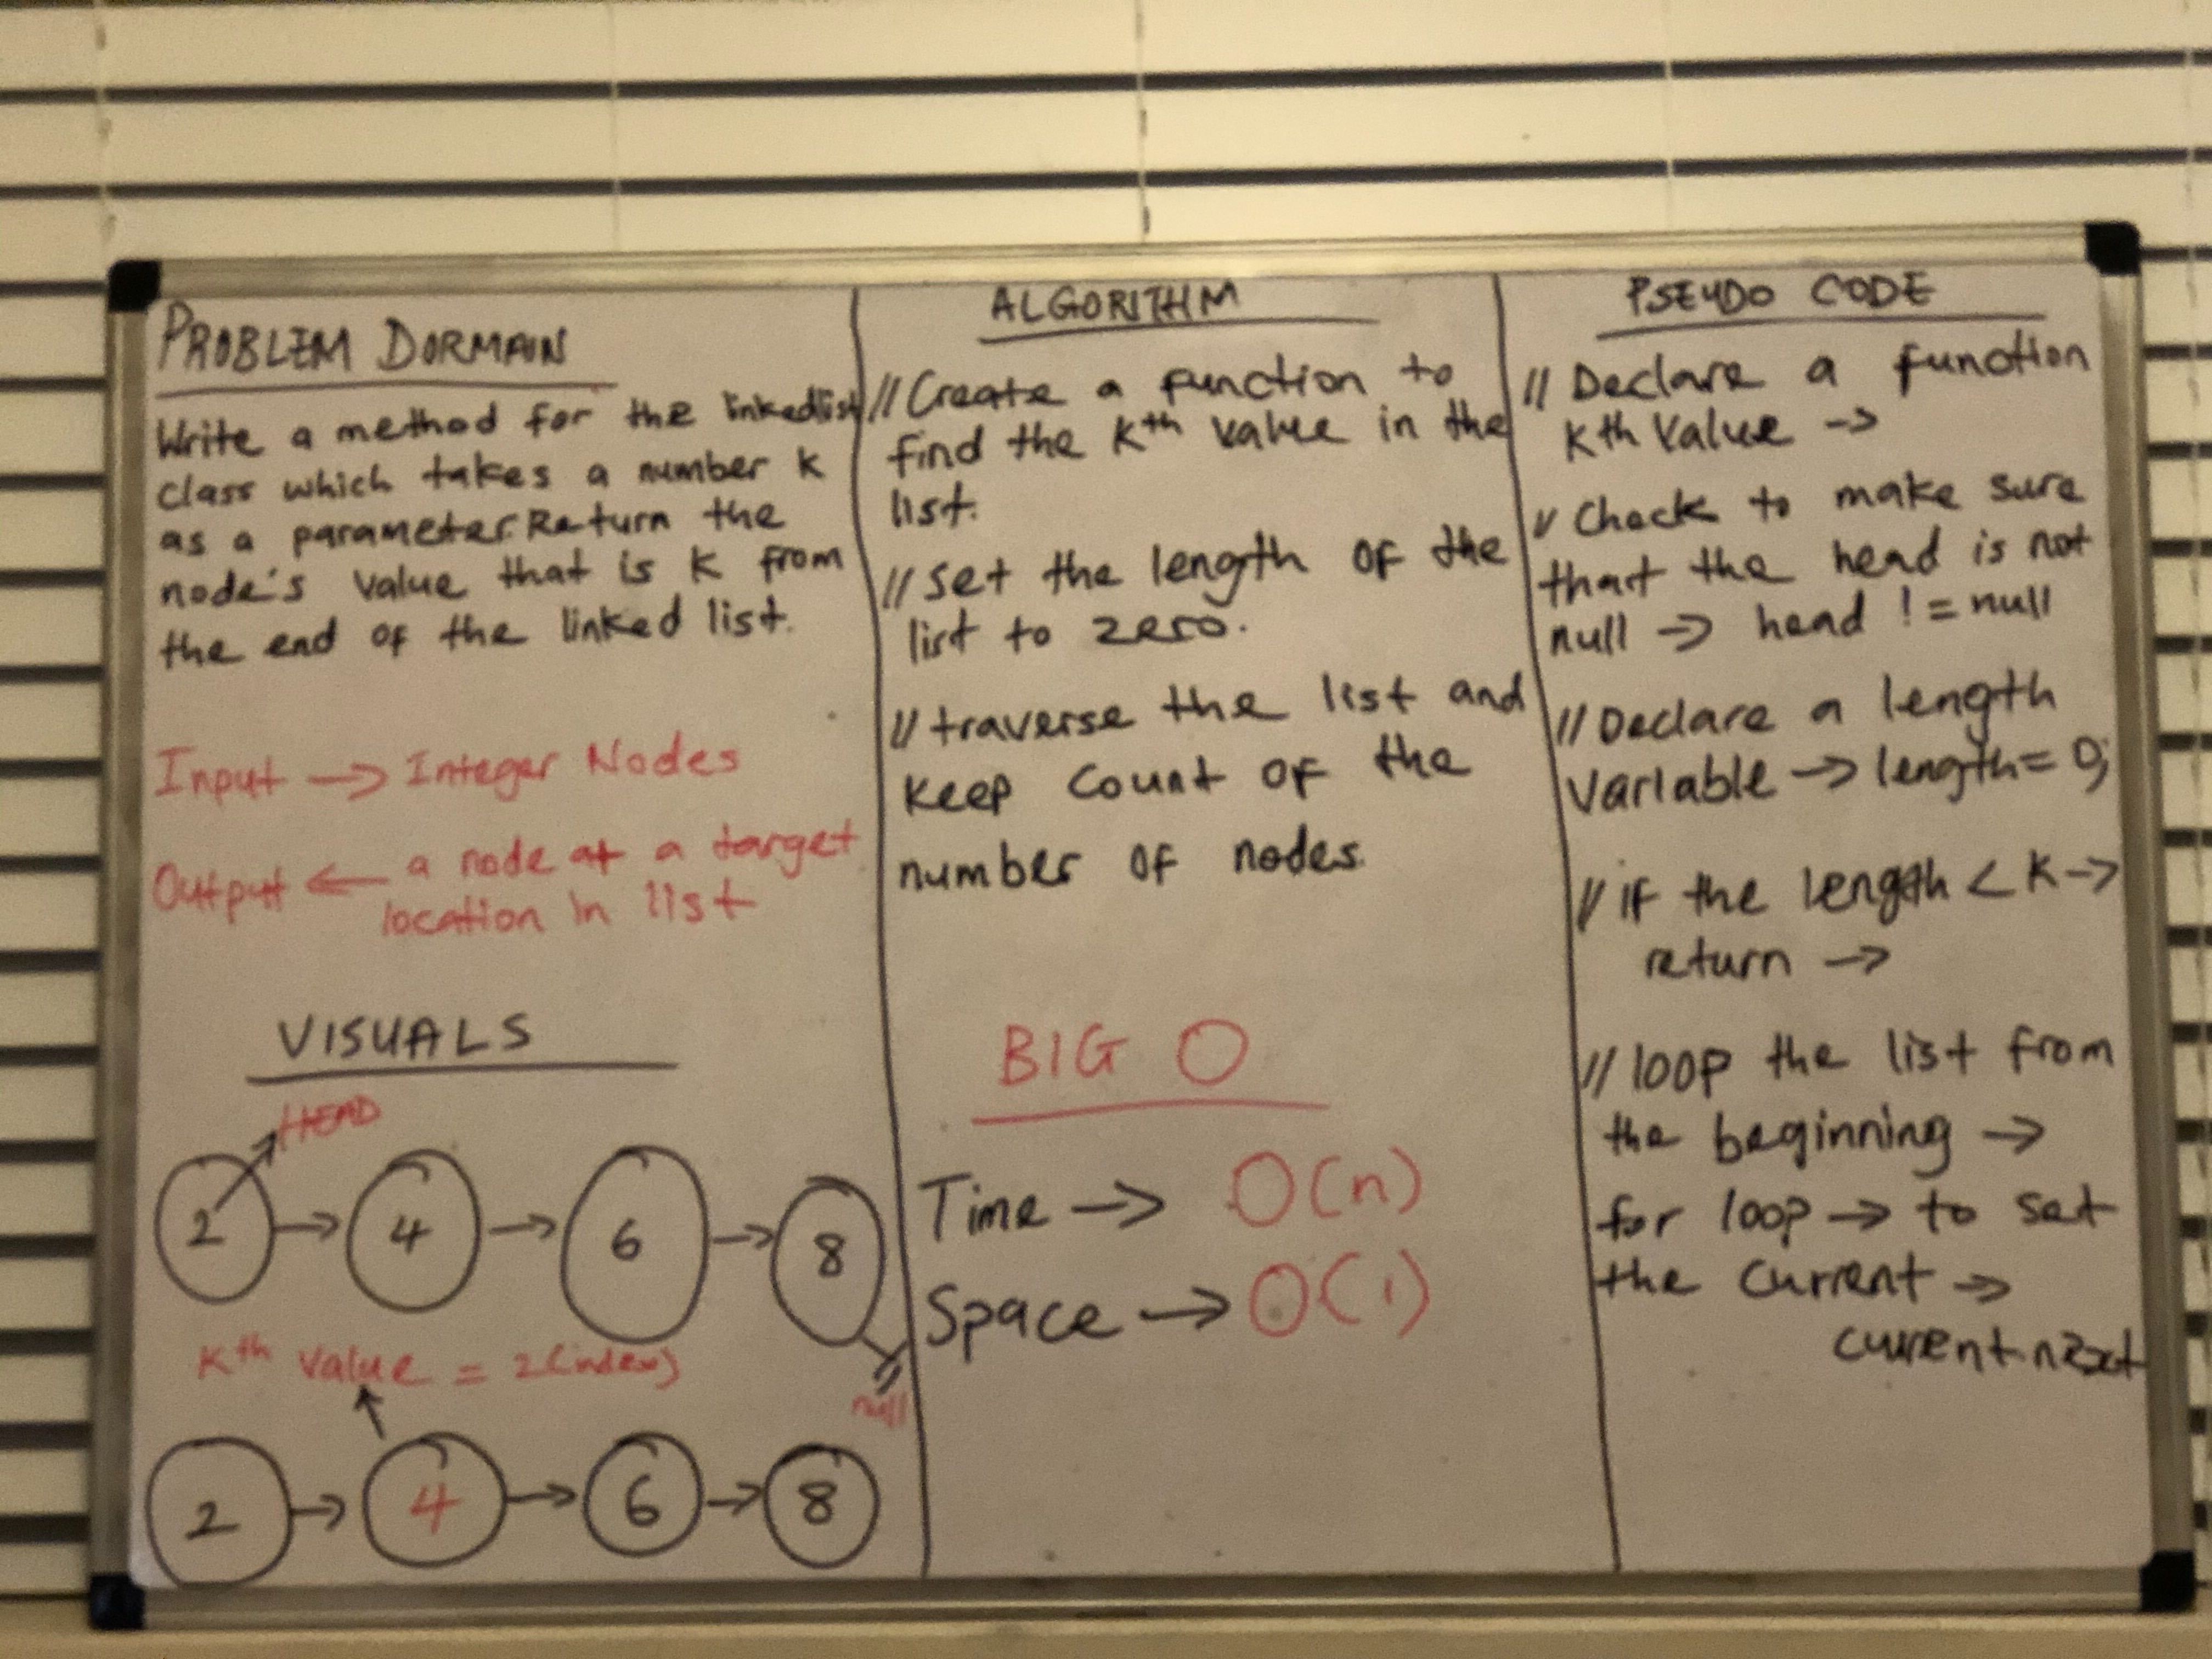 PROBLEM DORMAIN
Write a method for the linkedlist
class which takes a number k
as a parameter. Return the
node's value that is K from
the end of the linked list.
Input -> Integer Nodes
Output <- a node at a target
location in list
VISUALS
HEAD
2 -> 4 -> 6 -> 8
null
Kth value = 2(index)
2 -> 4 -> 6 -> 8
ALGORITHM
// Create a function to
find the Kth value in the
list.
// set the length of the
list to zero.
// traverse the list and
keep count of the
number of nodes.
BIG O
Time -> O(n)
Space -> O(1)
PSEUDO CODE
// Declare a function
Kth Value ->
// Check to make sure
that the head is not
null -> head != null
// Declare a length
variable -> length = 0;
// if the length < K ->
return ->
// loop the list from
the beginning ->
for loop -> to set
the current ->
current.next